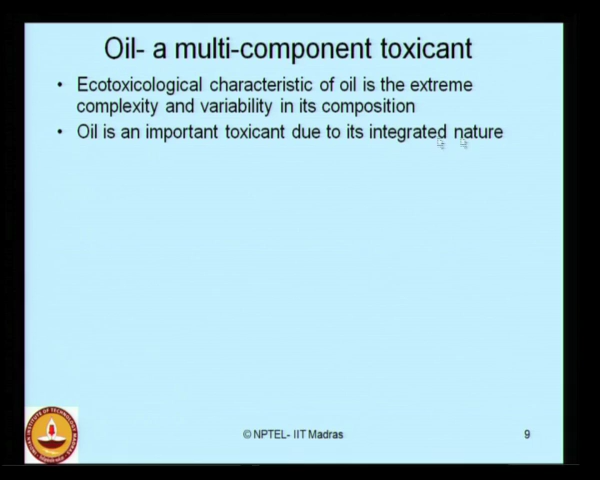 Oil- a multi-component toxicant
• Ecotoxicological characteristic of oil is the extreme
complexity and variability in its composition
• Oil is an important toxicant due to its integrated nature
© NPTEL- IIT Madras
9